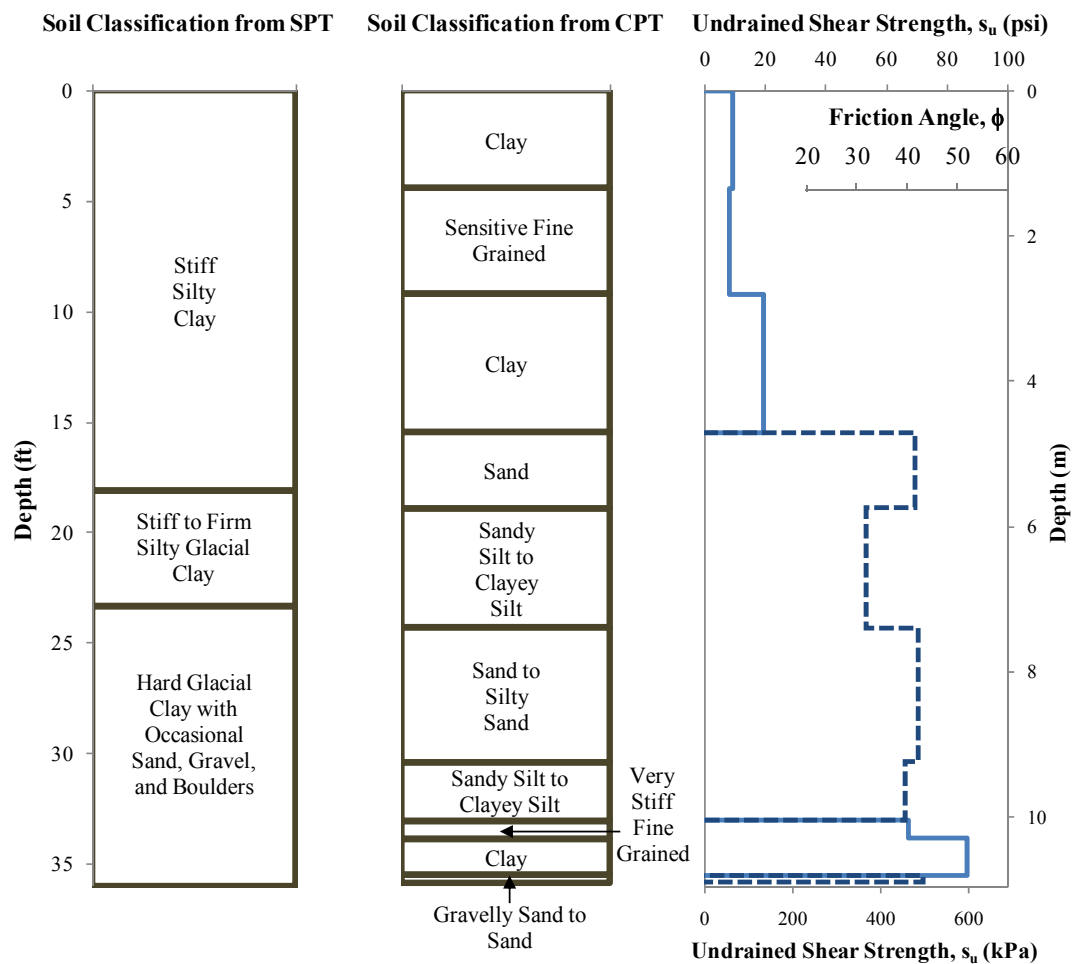 Soil Classification from SPT
Soil Classification from CPT
Undrained Shear Strength, su (psi)
0 20 40 60 80 100
Friction Angle, ϕ
20 30 40 50 60
Depth (ft)
0
5
10
15
20
25
30
35
Stiff
Silty
Clay
Stiff to Firm
Silty Glacial
Clay
Hard Glacial
Clay with
Occasional
Sand, Gravel,
and Boulders
Clay
Sensitive Fine
Grained
Clay
Sand
Sandy
Silt to
Clayey
Silt
Sand to
Silty
Sand
Sandy Silt to
Clayey Silt
Very
Stiff
Fine
Grained
Clay
Gravelly Sand to
Sand
0
2
4
6
8
10
Depth (m)
0 200 400 600
Undrained Shear Strength, su (kPa)